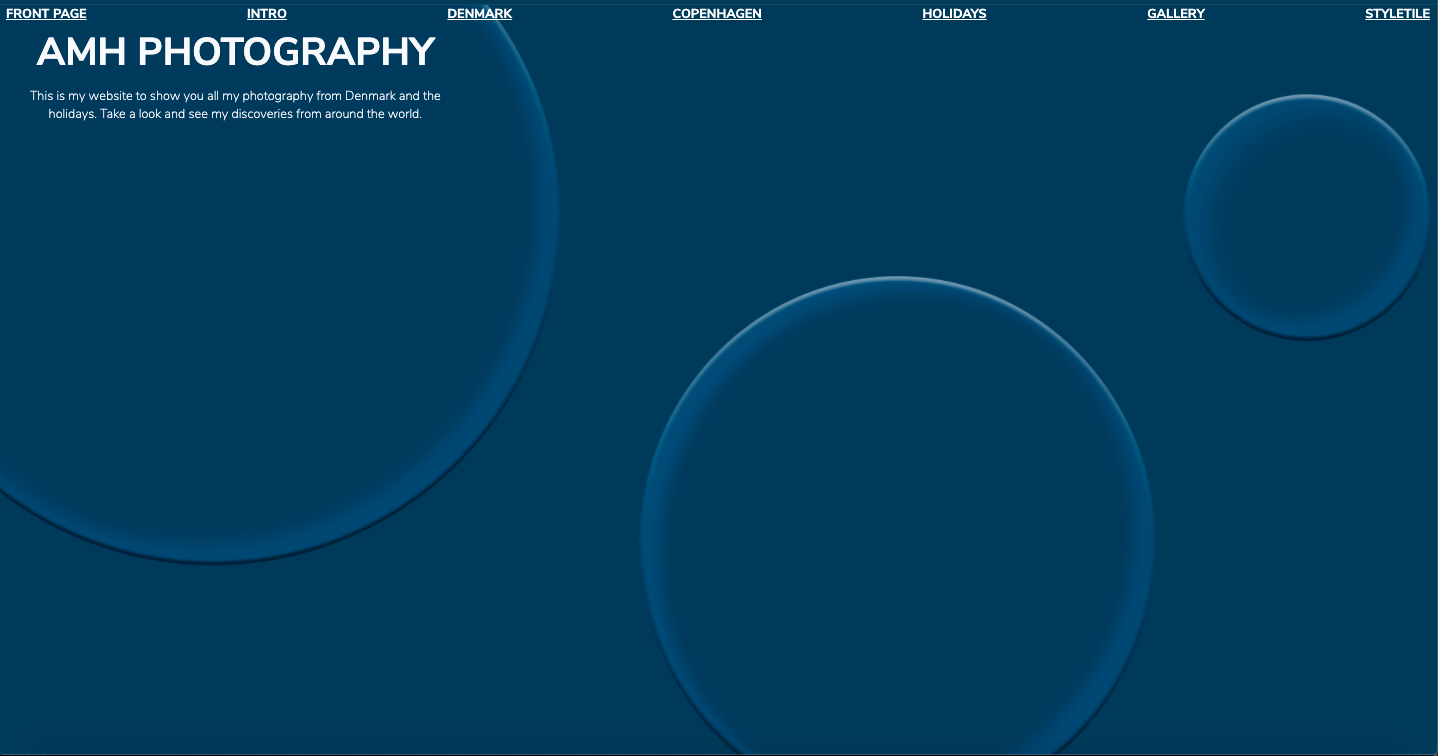 FRONT PAGE INTRO DENMARK COPENHAGEN HOLIDAYS GALLERY STYLETILE
AMH PHOTOGRAPHY
This is my website to show you all my photography from Denmark and the
holidays. Take a look and see my discoveries from around the world.